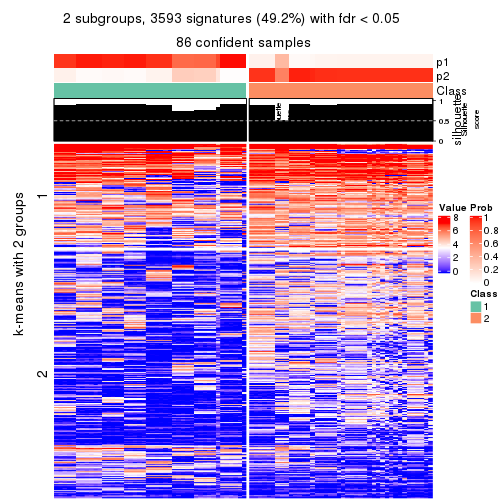 2 subgroups, 3593 signatures (49.2%) with fdr < 0.05
86 confident samples
p1
p2
Class
1
0.5
0
silhouette
Silhouette
score
k-means with 2 groups
1
2
Value
8
6
4
2
0
Prob
1
0.8
0.6
0.4
0.2
0
Class
1
2